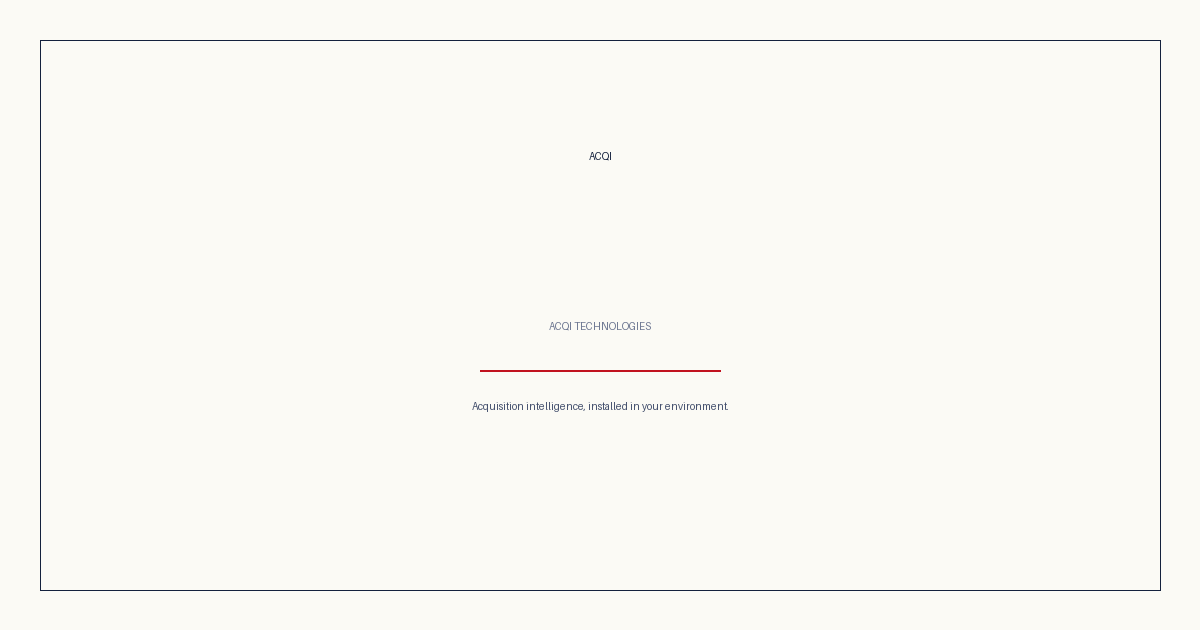 ACQI
ACQI TECHNOLOGIES
Acquisition intelligence, installed in your environment.